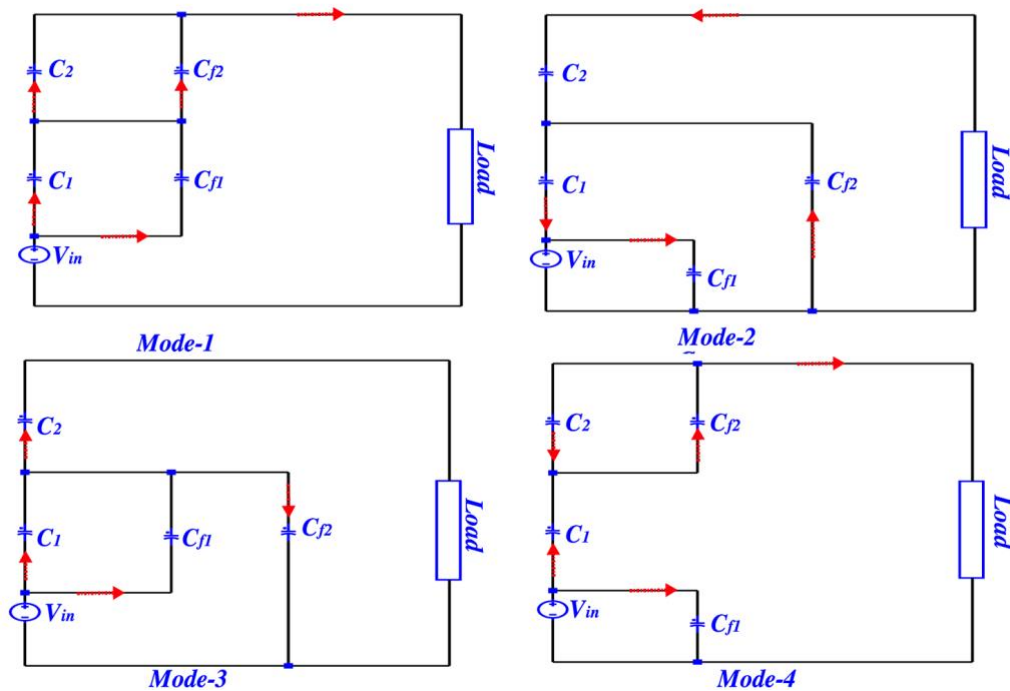 C2
Cf2
C1
Cf1
Load
Vin
Mode-1
C2
C1
Cf2
Load
Vin
Cf1
Mode-2
C2
C1
Cf1
Cf2
Load
Vin
Mode-3
C2
Cf2
C1
Load
Vin
Cf1
Mode-4